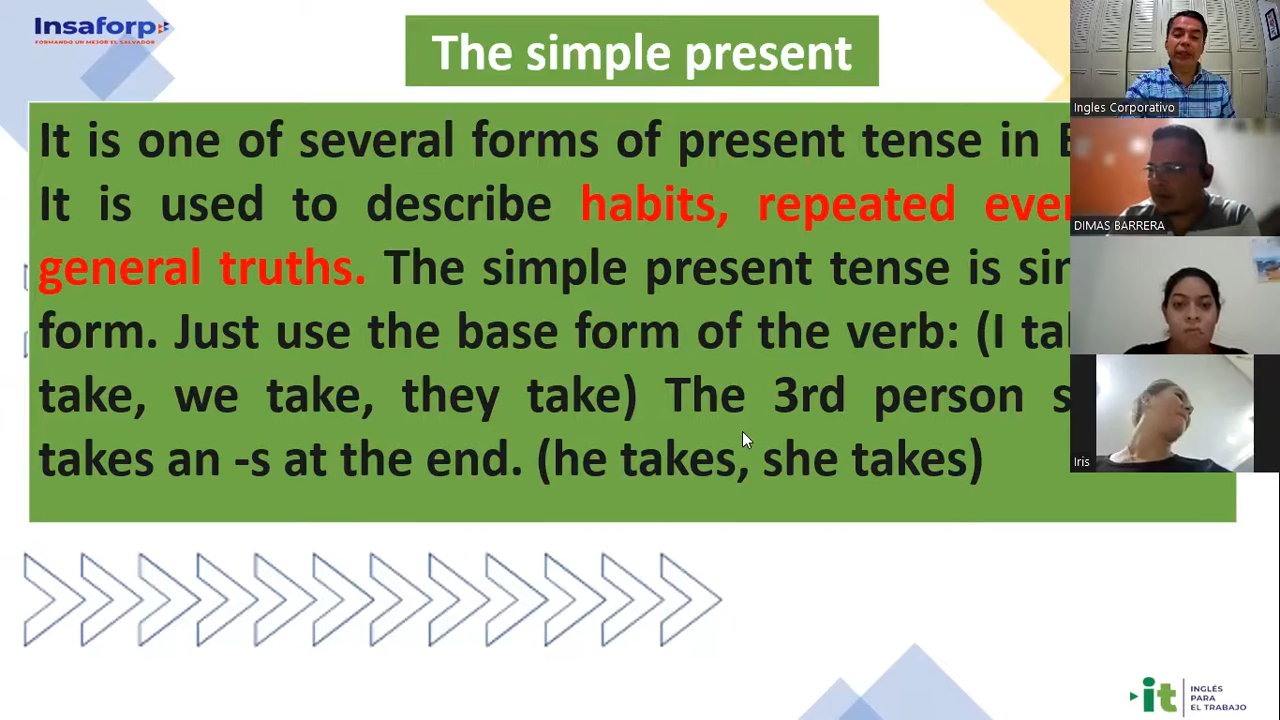 Insaforp
FORMANDO UN MEJOR EL SALVADOR
The simple present
It is one of several forms of present tense in
It is used to describe habits, repeated
general truths. The simple present tense is
form. Just use the base form of the verb: (I
take, we take, they take) The 3rd person
takes an -s at the end. (he takes, she takes)
Ingles Corporativo
DIMAS BARRERA
Iris
it
INGLÉS
PARA
EL TRABAJO